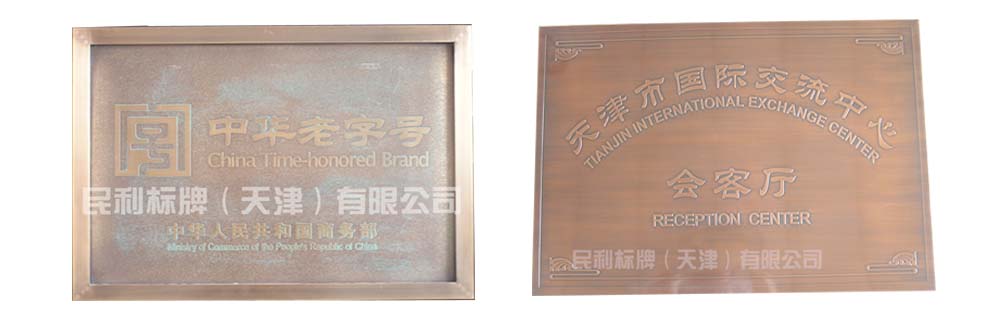 中华老字号
China Time-honored Brand
民利标牌（天津）有限公司
中华人民共和国商务部
Ministry of Commerce of the People's Republic of China
天津市国际交流中心
TIANJIN INTERNATIONAL EXCHANGE CENTER
会客厅
RECEPTION CENTER
民利标牌（天津）有限公司